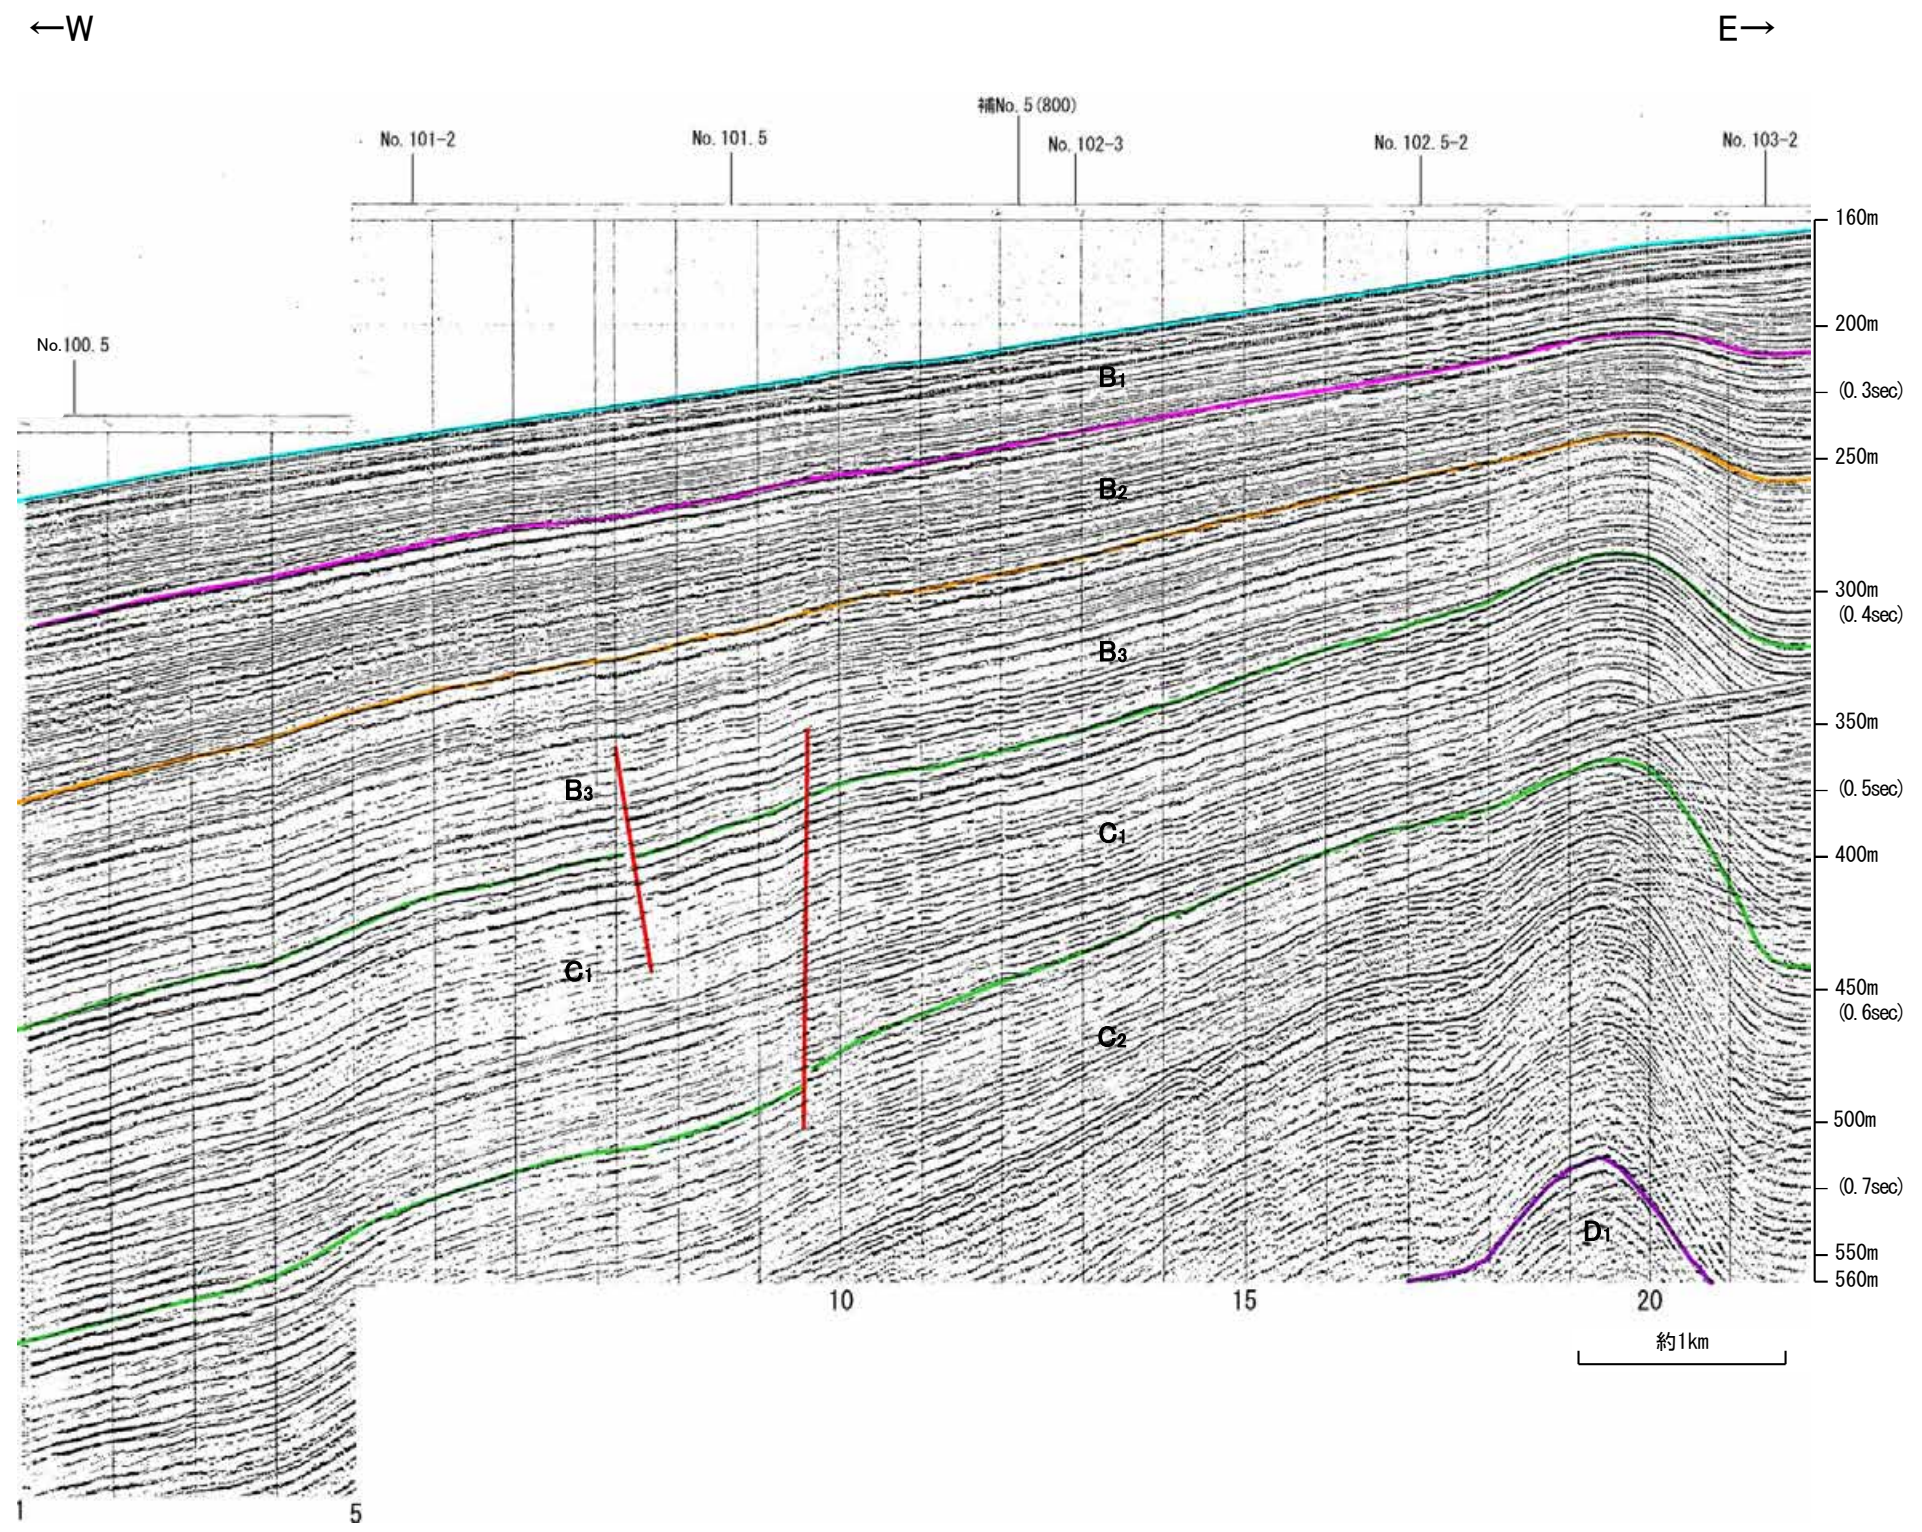 ←W
E→
補No. 5 (800)
No. 101-2
No. 101. 5
No. 102-3
No. 102. 5-2
No. 103-2
No. 100. 5
160m
200m
(0. 3sec)
250m
300m
(0. 4sec)
350m
(0. 5sec)
400m
450m
(0. 6sec)
500m
(0. 7sec)
550m
560m
B1
B2
B3
B3
C1
C1
C2
D1
10
15
20
約1km
1
5